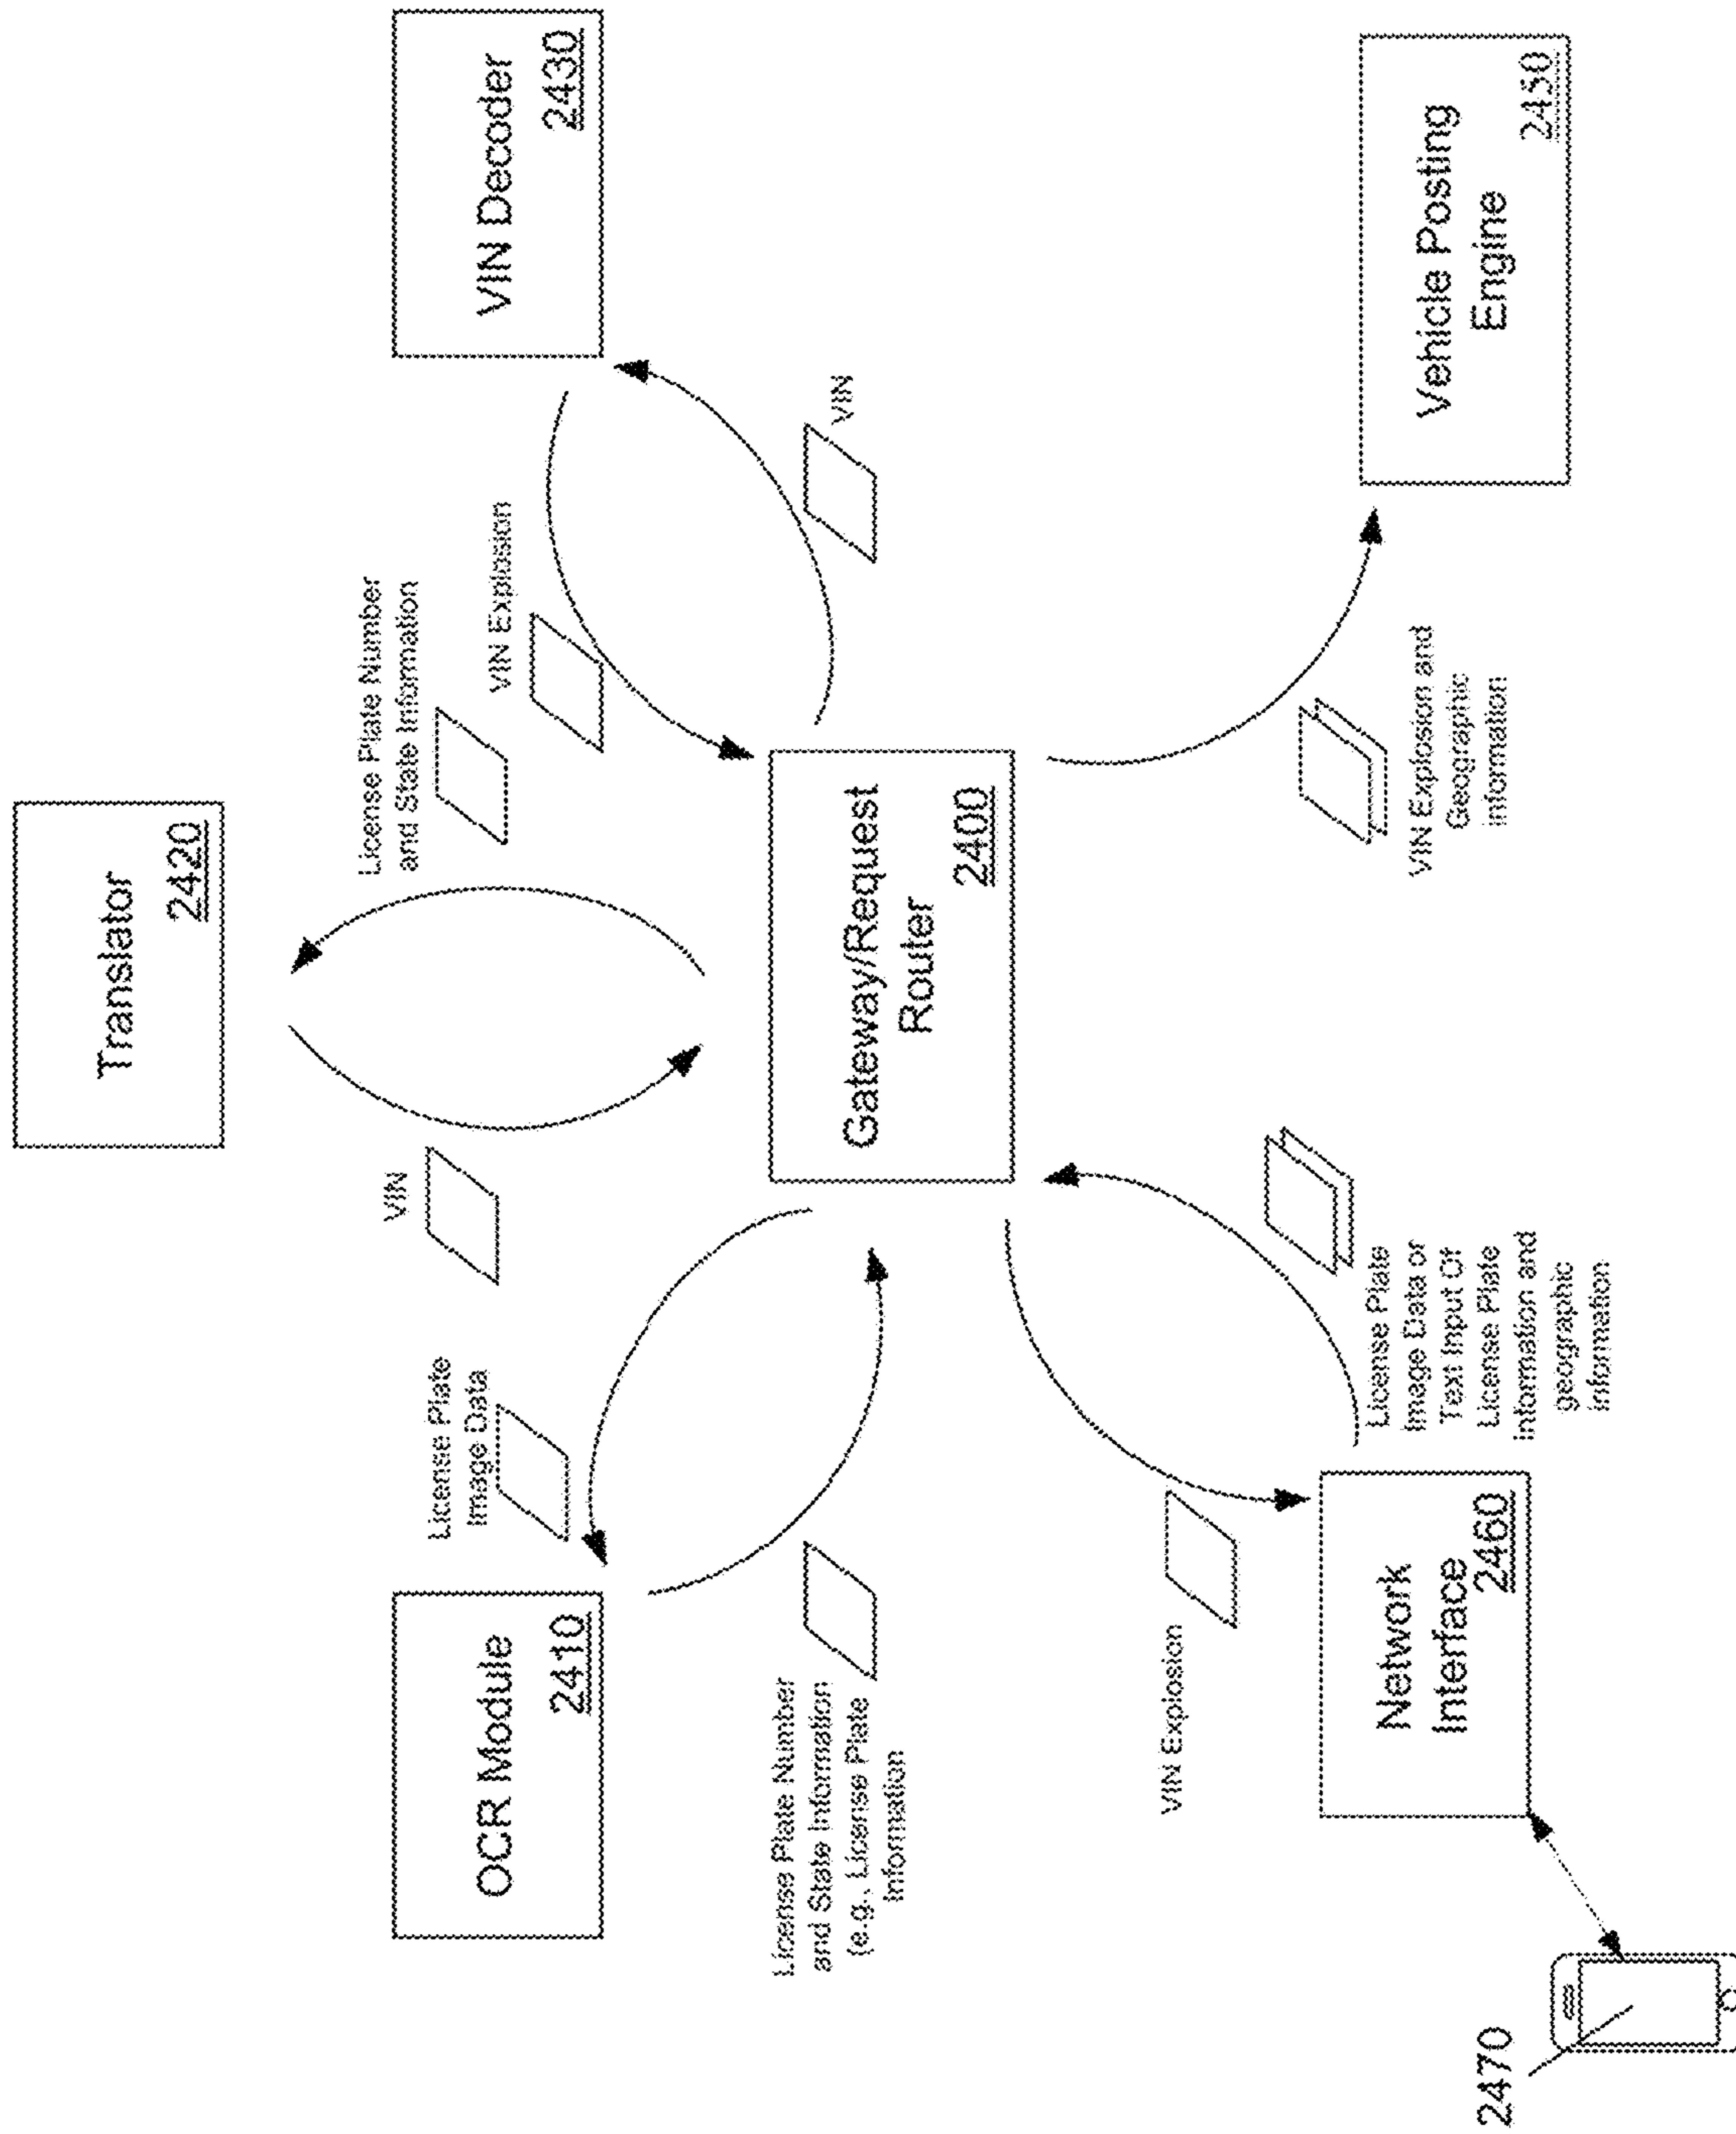 Translator
2420
License Plate Number
and State Information
VIN
License Plate
Image Data
VIN Explosion
OCR Module
2410
VIN Decoder
2430
License Plate Number
and State Information
(e.g., License Plate
Information
VIN
Gateway/Request
Router
2400
VIN Explosion
License Plate
Image Data or
Text Input Of
License Plate
Information and
geographic
information
VIN Explosion and
Geographic
information
Network
Interface
2460
Vehicle Posting
Engine
2450
2470